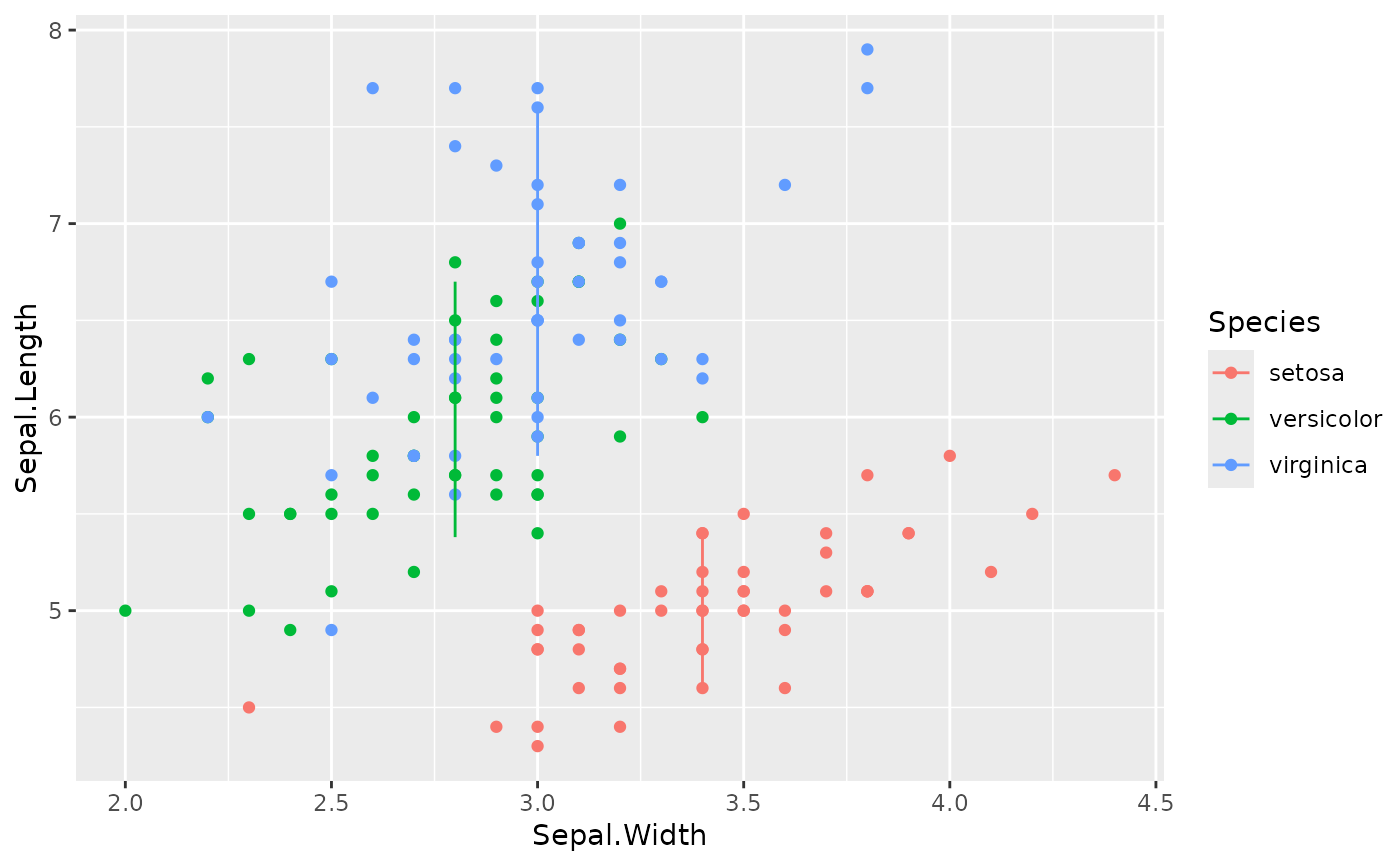 8
7
6
5
Sepal.Length
2.0 2.5 3.0 3.5 4.0 4.5
Sepal.Width
Species
setosa
versicolor
virginica